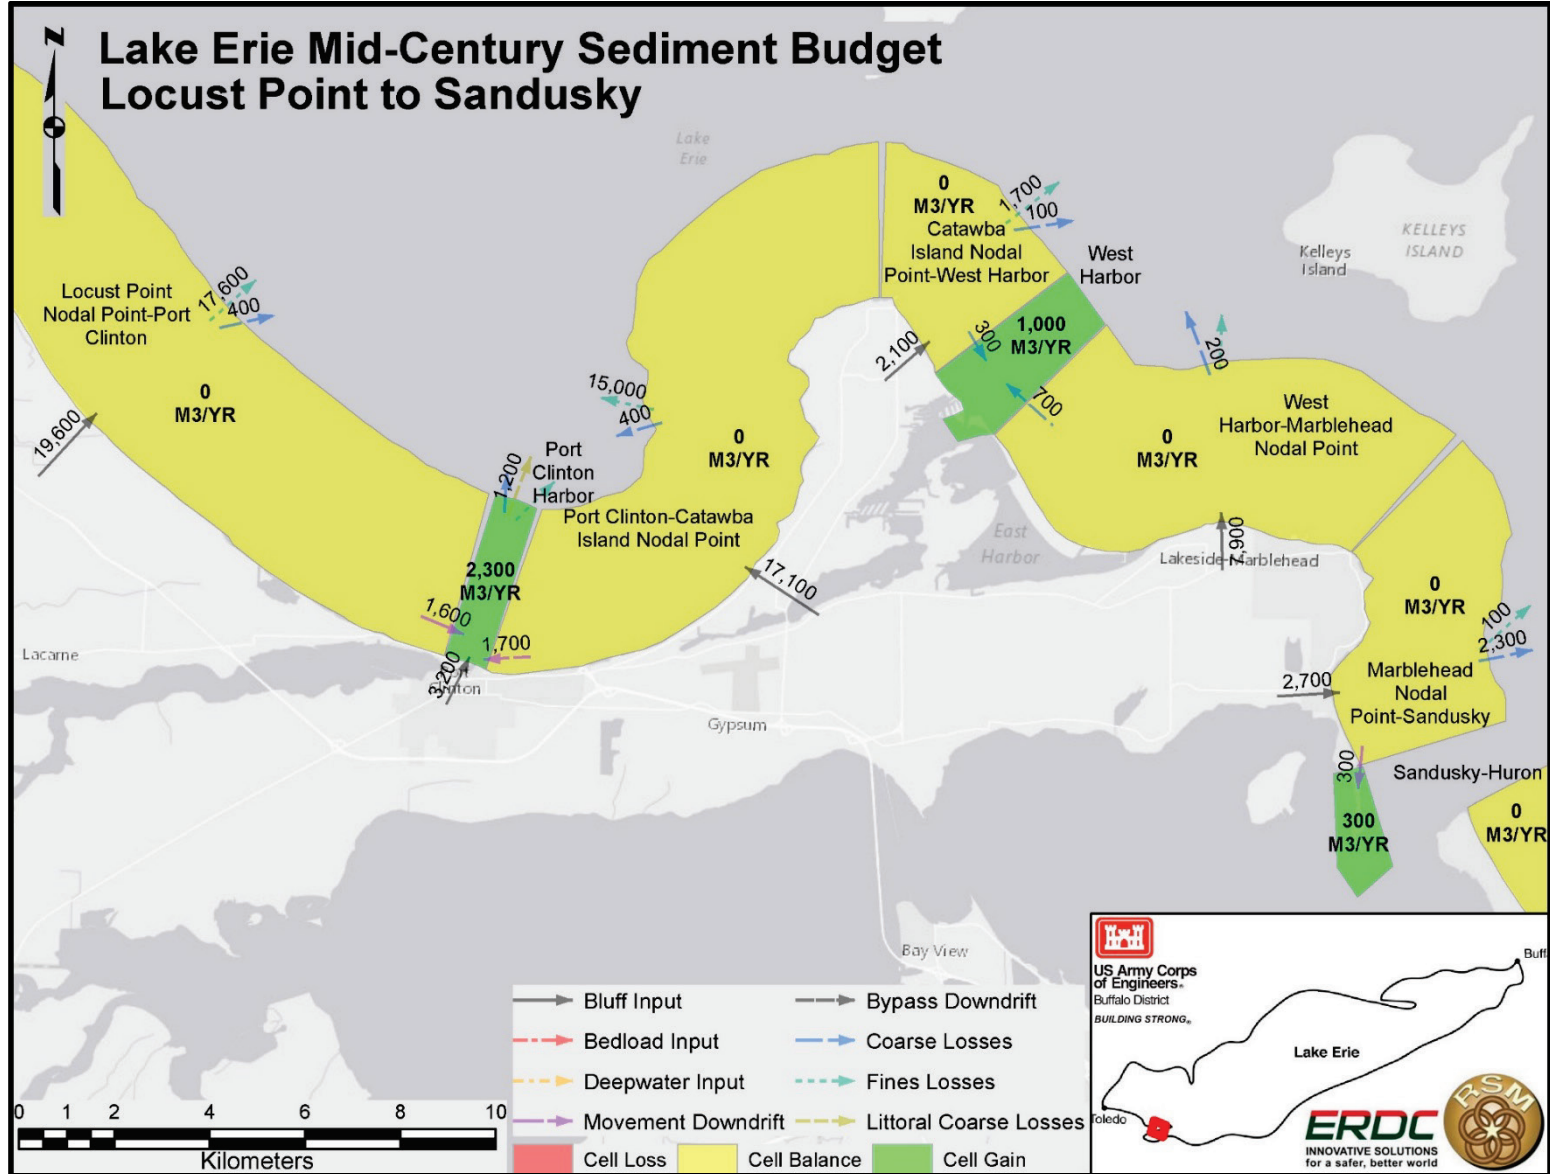 Lake Erie Mid-Century Sediment Budget
Locust Point to Sandusky
N
Lake
Erie
0
M3/YR
Catawba
Island Nodal
Point-West Harbor
1,700
100
West
Harbor
Kelleys
Island
KELLEYS
ISLAND
Locust Point
Nodal Point-Port
Clinton
17,600
400
0
M3/YR
19,600
15,000
400
0
M3/YR
Port
Clinton
Harbor
1,200
Port Clinton-Catawba
Island Nodal Point
2,300
M3/YR
1,600
1,700
3,200
Clinton
17,100
2,100
300
1,000
M3/YR
700
200
West
Harbor-Marblehead
Nodal Point
0
M3/YR
East
Harbor
2,900
Lakeside-Marblehead
0
M3/YR
100
2,300
Marblehead
Nodal
Point-Sandusky
2,700
300
Sandusky-Huron
300
M3/YR
0
M3/YR
Lacarne
Gypsum
Bay View
Bluff Input
Bypass Downdrift
Bedload Input
Coarse Losses
Deepwater Input
Fines Losses
Movement Downdrift
Littoral Coarse Losses
Cell Loss
Cell Balance
Cell Gain
0 1 2 4 6 8 10
Kilometers
US Army Corps
of Engineers®
Buffalo District
BUILDING STRONG®
Buff
Lake Erie
Toledo
ERDC
INNOVATIVE SOLUTIONS
for a safer, better world
RSM